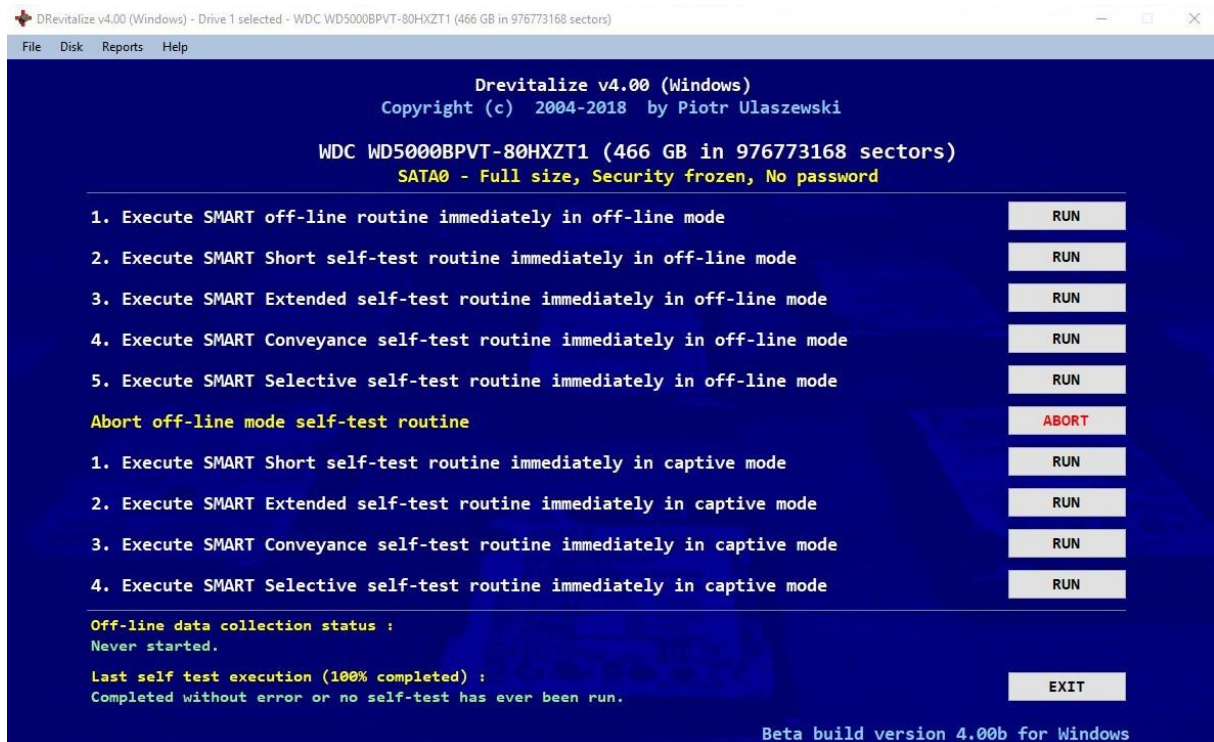 DRevitalize v4.00 (Windows) - Drive 1 selected - WDC WD5000BPVT-80HXZT1 (466 GB in 976773168 sectors)
File Disk Reports Help
Drevitalize v4.00 (Windows)
Copyright (c) 2004-2018 by Piotr Ulaszewski
WDC WD5000BPVT-80HXZT1 (466 GB in 976773168 sectors)
SATA0 - Full size, Security frozen, No password
1. Execute SMART off-line routine immediately in off-line mode RUN
2. Execute SMART Short self-test routine immediately in off-line mode RUN
3. Execute SMART Extended self-test routine immediately in off-line mode RUN
4. Execute SMART Conveyance self-test routine immediately in off-line mode RUN
5. Execute SMART Selective self-test routine immediately in off-line mode RUN
Abort off-line mode self-test routine ABORT
1. Execute SMART Short self-test routine immediately in captive mode RUN
2. Execute SMART Extended self-test routine immediately in captive mode RUN
3. Execute SMART Conveyance self-test routine immediately in captive mode RUN
4. Execute SMART Selective self-test routine immediately in captive mode RUN
Off-line data collection status :
Never started.
Last self test execution (100% completed) :
Completed without error or no self-test has ever been run.
EXIT
Beta build version 4.00b for Windows